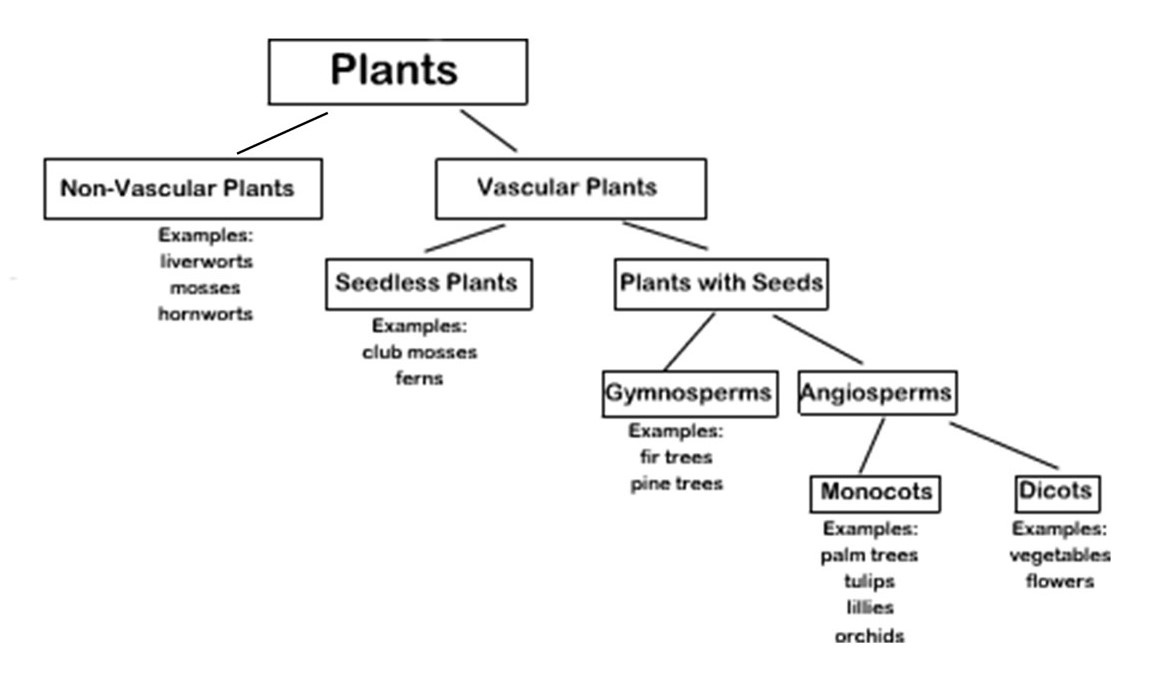 Plants
Non-Vascular Plants
Examples:
liverworts
mosses
hornworts
Vascular Plants
Seedless Plants
Examples:
club mosses
ferns
Plants with Seeds
Gymnosperms
Examples:
fir trees
pine trees
Angiosperms
Monocots
Examples:
palm trees
tulips
lillies
orchids
Dicots
Examples:
vegetables
flowers